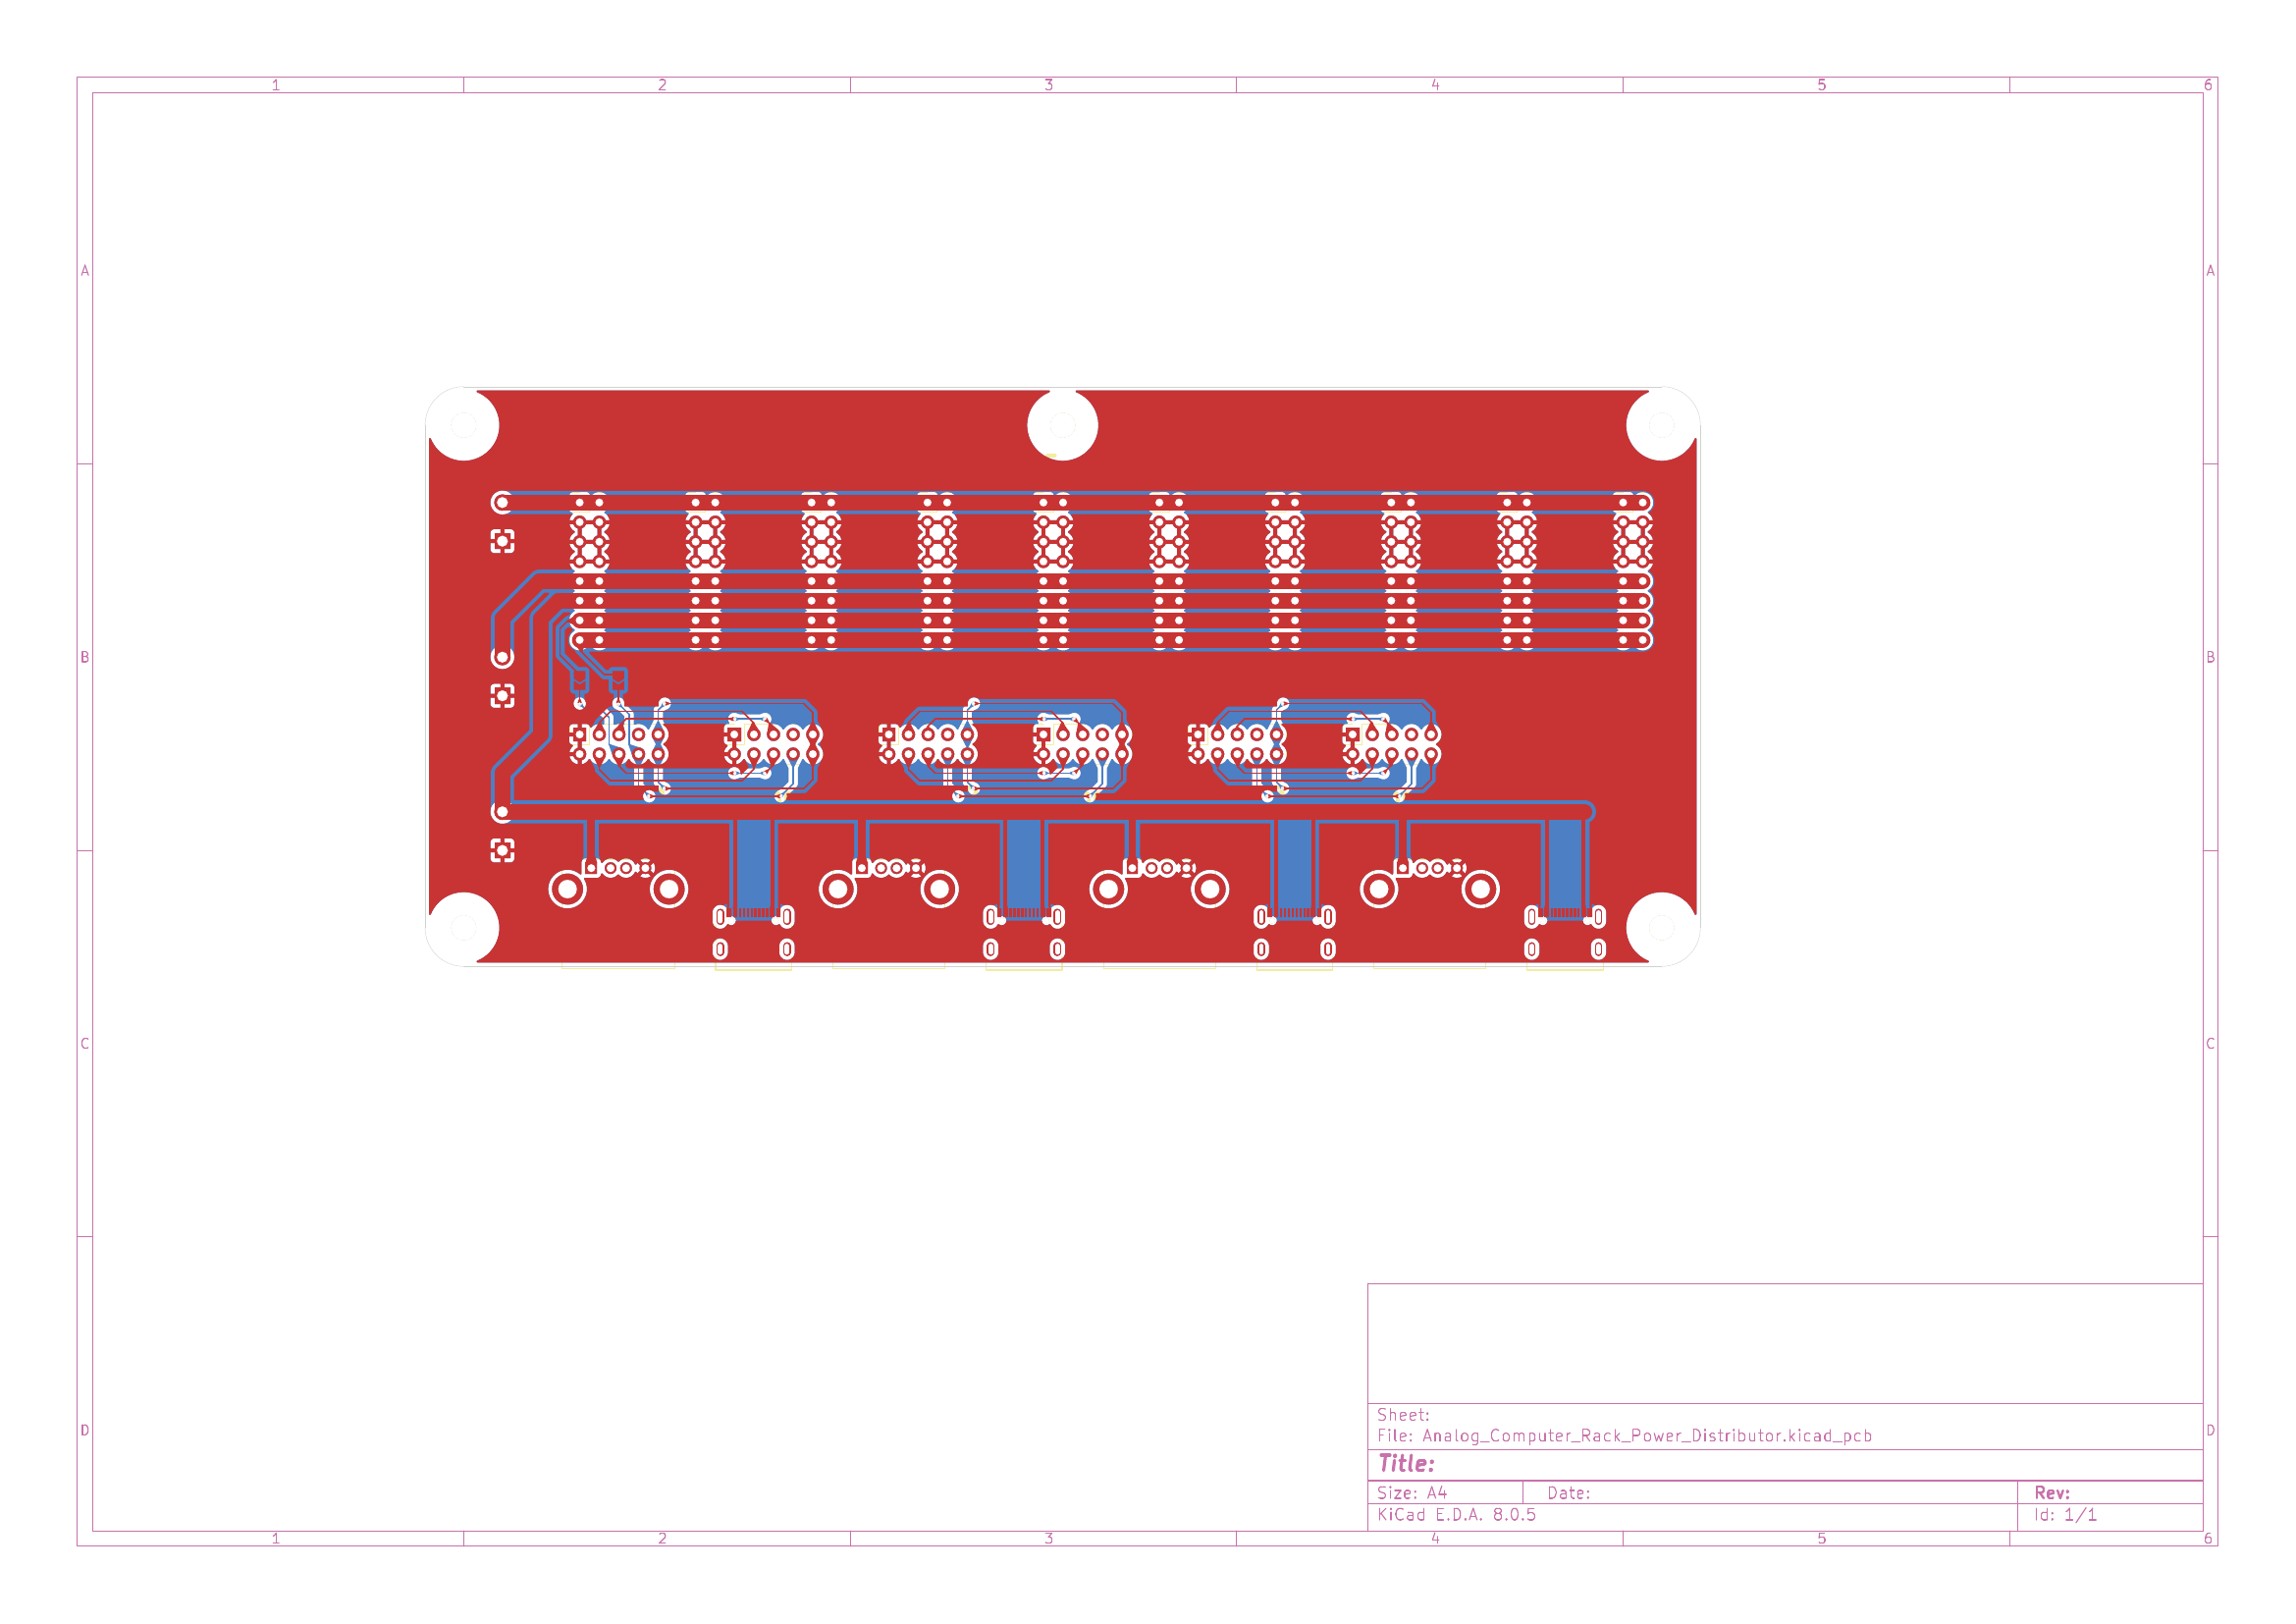 1 2 3 4 5 6
A A
B B
C C
D D
Sheet:
File: Analog_Computer_Rack_Power_Distributor.kicad_pcb
Title:
Size: A4 Date: Rev:
KiCad E.D.A. 8.0.5 Id: 1/1
1 2 3 4 5 6